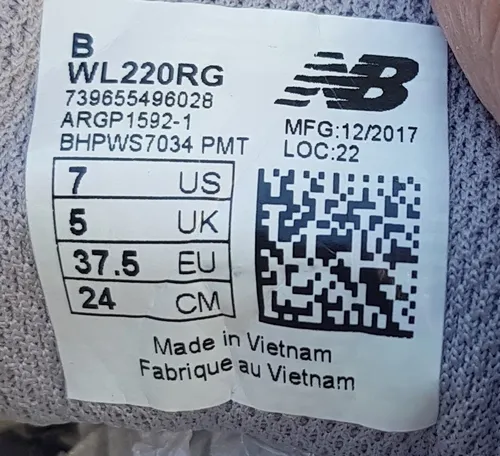 B
WL220RG
739655496028
ARGP1592-1
BHPWS7034 PMT
7 US
5 UK
37.5 EU
24 CM
NB
MFG:12/2017
LOC:22
Made in Vietnam
Fabrique au Vietnam